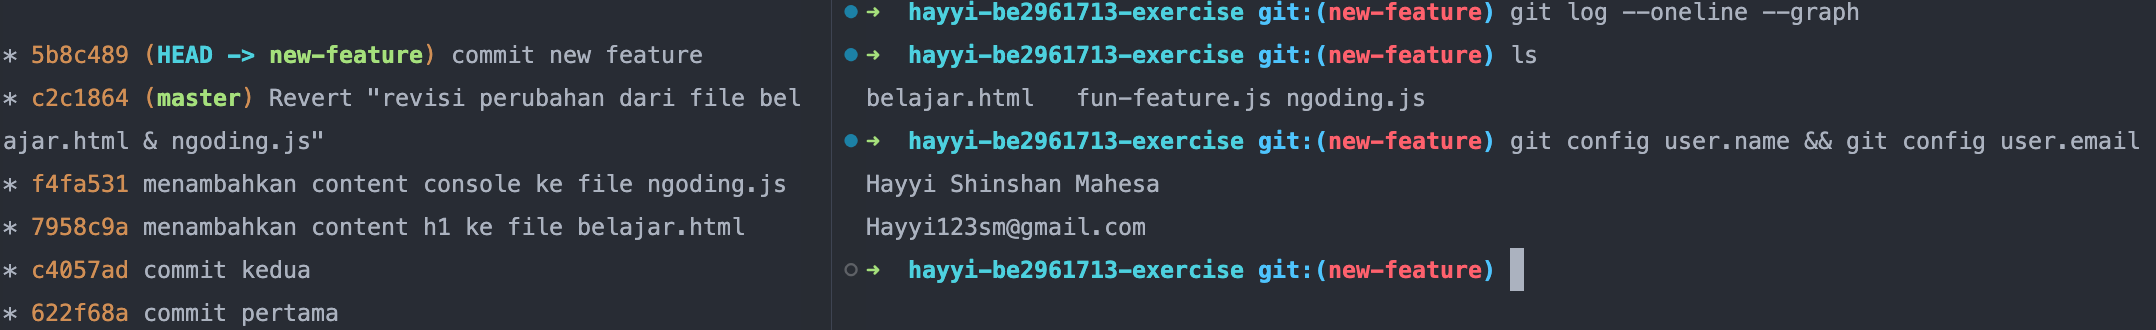 * 5b8c489 (HEAD -> new-feature) commit new feature
* c2c1864 (master) Revert "revisi perubahan dari file bel
ajar.html & ngoding.js"
* f4fa531 menambahkan content console ke file ngoding.js
* 7958c9a menambahkan content h1 ke file belajar.html
* c4057ad commit kedua
* 622f68a commit pertama
➜ hayyi-be2961713-exercise git:(new-feature) git log --oneline --graph
➜ hayyi-be2961713-exercise git:(new-feature) ls
belajar.html fun-feature.js ngoding.js
➜ hayyi-be2961713-exercise git:(new-feature) git config user.name && git config user.email
Hayyi Shinshan Mahesa
Hayyi123sm@gmail.com
➜ hayyi-be2961713-exercise git:(new-feature)